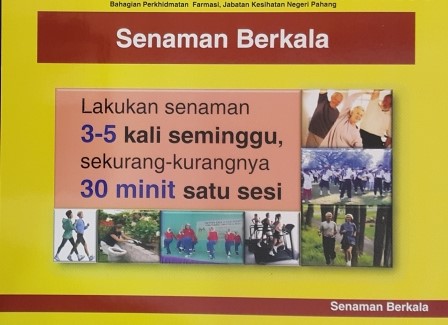 Bahagian Perkhidmatan Farmasi, Jabatan Kesihatan Negeri Pahang
Senaman Berkala
Lakukan senaman
3-5 kali seminggu,
sekurang-kurangnya
30 minit satu sesi
Senaman Berkala